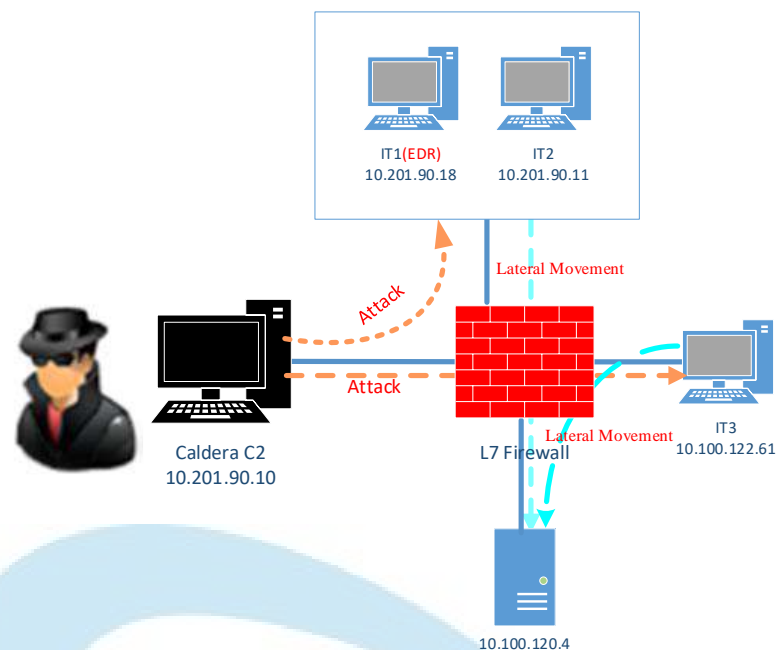 IT1(EDR)
10.201.90.18
IT2
10.201.90.11
Lateral Movement
Attack
Attack
Caldera C2
10.201.90.10
Lateral Movement
L7 Firewall
IT3
10.100.122.61
10.100.120.4